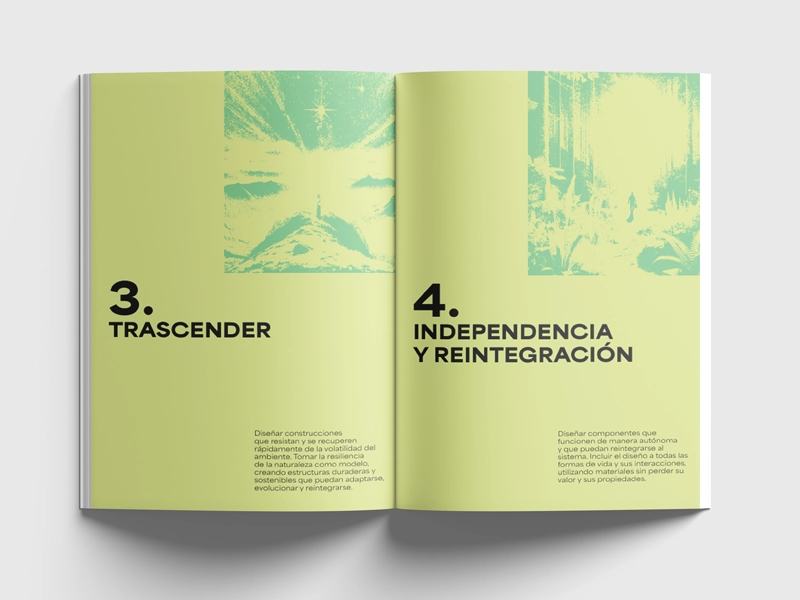 3.
TRASCENDER
Diseñar construcciones
que resistan y se recuperen
rápidamente de la volatilidad del
ambiente. Tomar la resiliencia
de la naturaleza como modelo,
creando estructuras duraderas y
sostenibles que puedan adaptarse,
evolucionar y reintegrarse.
4.
INDEPENDENCIA
Y REINTEGRACIÓN
Diseñar componentes que
funcionen de manera autónoma
y que puedan reintegrarse al
sistema. Incluir el diseño a todas las
formas de vida y sus interacciones,
utilizando materiales sin perder su
valor y sus propiedades.